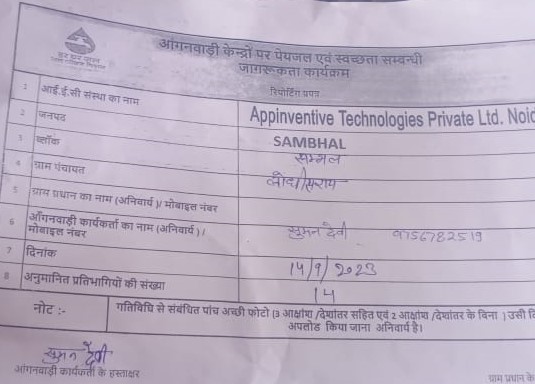 आंगनवाड़ी केन्द्रों पर पेयजल एवं स्वच्छता सम्बन्धी
जागरूकता कार्यक्रम
रिपोर्टिंग प्रपत्र
1 आई.ई.सी संस्था का नाम Appinventive Technologies Private Ltd. Noid
2 जनपद SAMBHAL
3 ब्लॉक सम्भल
4 ग्राम पंचायत
5 ग्राम प्रधान का नाम (अनिवार्य)/ मोबाइल नंबर
6 आँगनवाड़ी कार्यकर्ता का नाम (अनिवार्य) / मोबाइल नंबर सुमन देवी 9756782519
7 दिनांक 14/9/2023
8 अनुमानित प्रतिभागियों की संख्या 14
नोट :- गतिविधि से संबंधित पांच अच्छी फोटो (3 आक्षांश /देशांतर सहित एवं 2 आक्षांश /देशांतर के बिना ) उसी दि
अपलोड किया जाना अनिवार्य है।
सुमन देवी
आंगनवाड़ी कार्यकर्ता के हस्ताक्षर
ग्राम प्रधान के